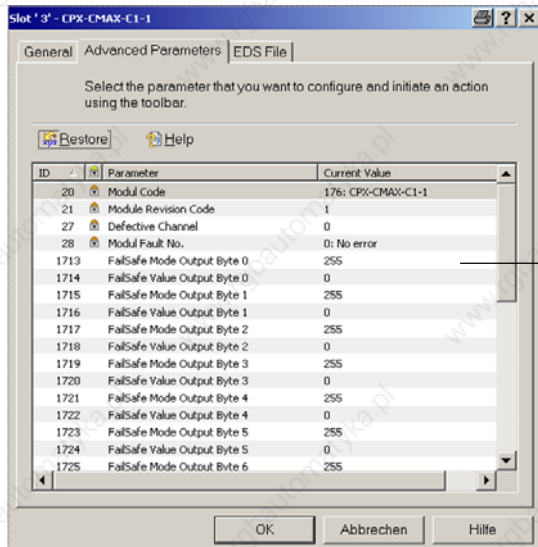 Slot ' 3' - CPX-CMAX-C1-1
General Advanced Parameters EDS File
Select the parameter that you want to configure and initiate an action
using the toolbar.
Restore Help
ID Parameter Current Value
20 Modul Code 176: CPX-CMAX-C1-1
21 Module Revision Code 1
27 Defective Channel 0
28 Modul Fault No. 0: No error
1713 FailSafe Mode Output Byte 0 255
1714 FailSafe Value Output Byte 0 0
1715 FailSafe Mode Output Byte 1 255
1716 FailSafe Value Output Byte 1 0
1717 FailSafe Mode Output Byte 2 255
1718 FailSafe Value Output Byte 2 0
1719 FailSafe Mode Output Byte 3 255
1720 FailSafe Value Output Byte 3 0
1721 FailSafe Mode Output Byte 4 255
1722 FailSafe Value Output Byte 4 0
1723 FailSafe Mode Output Byte 5 255
1724 FailSafe Value Output Byte 5 0
1725 FailSafe Mode Output Byte 6 255
OK Abbrechen Hilfe
www.rgbautomatyka.pl